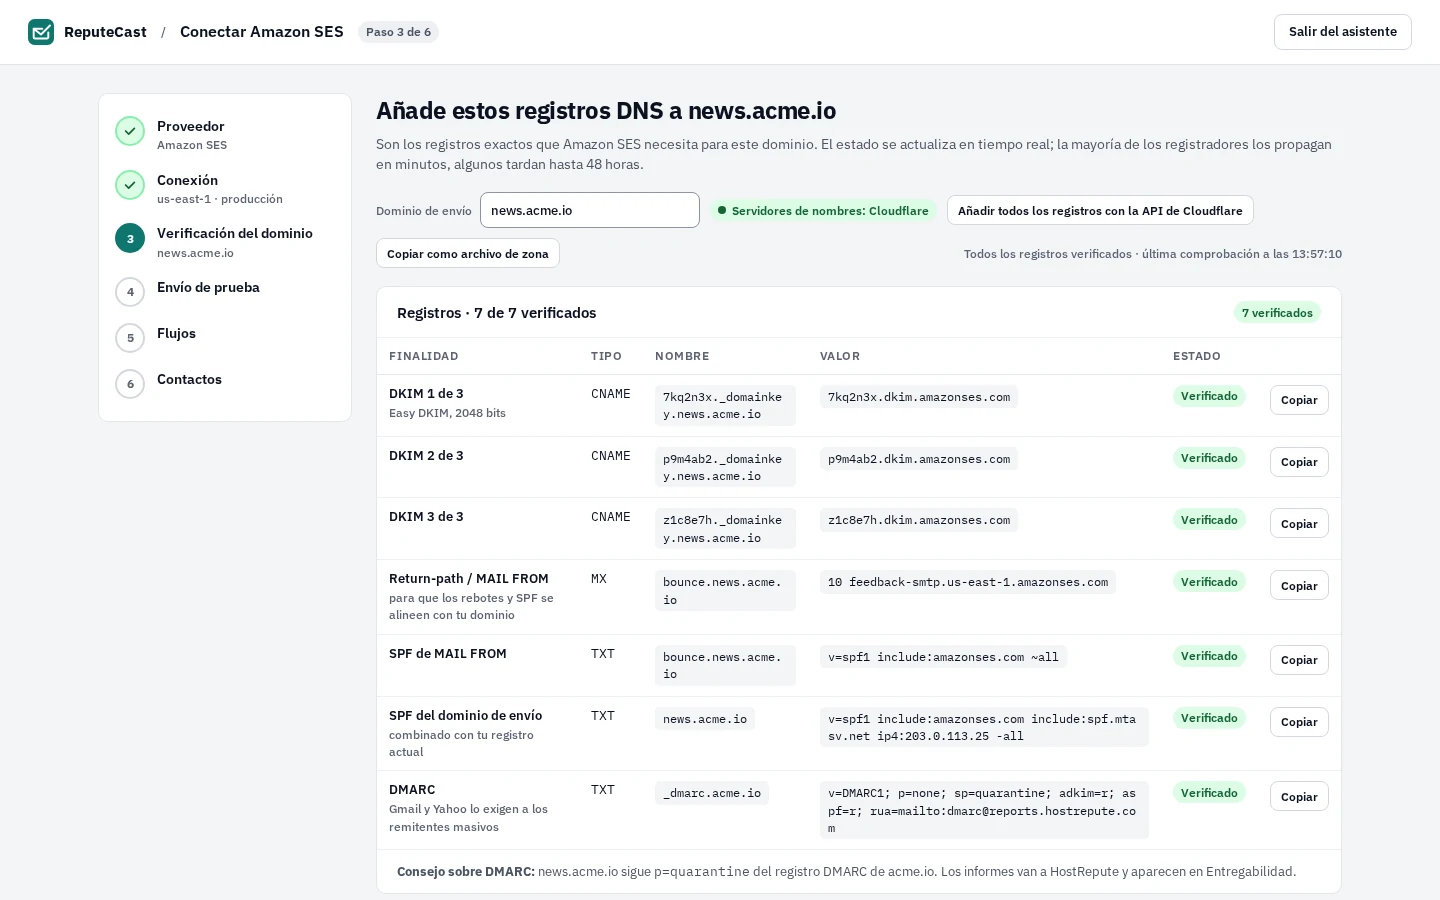 ReputeCast / Conectar Amazon SES Paso 3 de 6
Salir del asistente
Proveedor
Amazon SES
Conexión
us-east-1 · producción
3 Verificación del dominio
news.acme.io
4 Envío de prueba
5 Flujos
6 Contactos
Añade estos registros DNS a news.acme.io
Son los registros exactos que Amazon SES necesita para este dominio. El estado se actualiza en tiempo real; la mayoría de los registradores los propagan
en minutos, algunos tardan hasta 48 horas.
Dominio de envío news.acme.io Servidores de nombres: Cloudflare Añadir todos los registros con la API de Cloudflare
Copiar como archivo de zona Todos los registros verificados · última comprobación a las 13:57:10
Registros · 7 de 7 verificados 7 verificados
FINALIDAD TIPO NOMBRE VALOR ESTADO
DKIM 1 de 3 CNAME 7kq2n3x._domainke 7kq2n3x.dkim.amazonses.com Verificado Copiar
Easy DKIM, 2048 bits y.news.acme.io
DKIM 2 de 3 CNAME p9m4ab2._domainke p9m4ab2.dkim.amazonses.com Verificado Copiar
y.news.acme.io
DKIM 3 de 3 CNAME z1c8e7h._domainke z1c8e7h.dkim.amazonses.com Verificado Copiar
y.news.acme.io
Return-path / MAIL FROM MX bounce.news.acme. 10 feedback-smtp.us-east-1.amazonses.com Verificado Copiar
para que los rebotes y SPF se io
alineen con tu dominio
SPF de MAIL FROM TXT bounce.news.acme. v=spf1 include:amazonses.com ~all Verificado Copiar
io
SPF del dominio de envío TXT news.acme.io v=spf1 include:amazonses.com include:spf.mta Verificado Copiar
combinado con tu registro sv.net ip4:203.0.113.25 -all
actual
DMARC TXT _dmarc.acme.io v=DMARC1; p=none; sp=quarantine; adkim=r; as Verificado Copiar
Gmail y Yahoo lo exigen a los pf=r; rua=mailto:dmarc@reports.hostrepute.co
remitentes masivos m
Consejo sobre DMARC: news.acme.io sigue p=quarantine del registro DMARC de acme.io. Los informes van a HostRepute y aparecen en Entregabilidad.